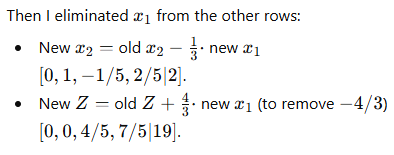 Then I eliminated x₁ from the other rows:
• New x₂ = old x₂ − 1/3 · new x₁
[0, 1, −1/5, 2/5|2].
• New Z = old Z + 4/3 · new x₁ (to remove −4/3)
[0, 0, 4/5, 7/5|19].